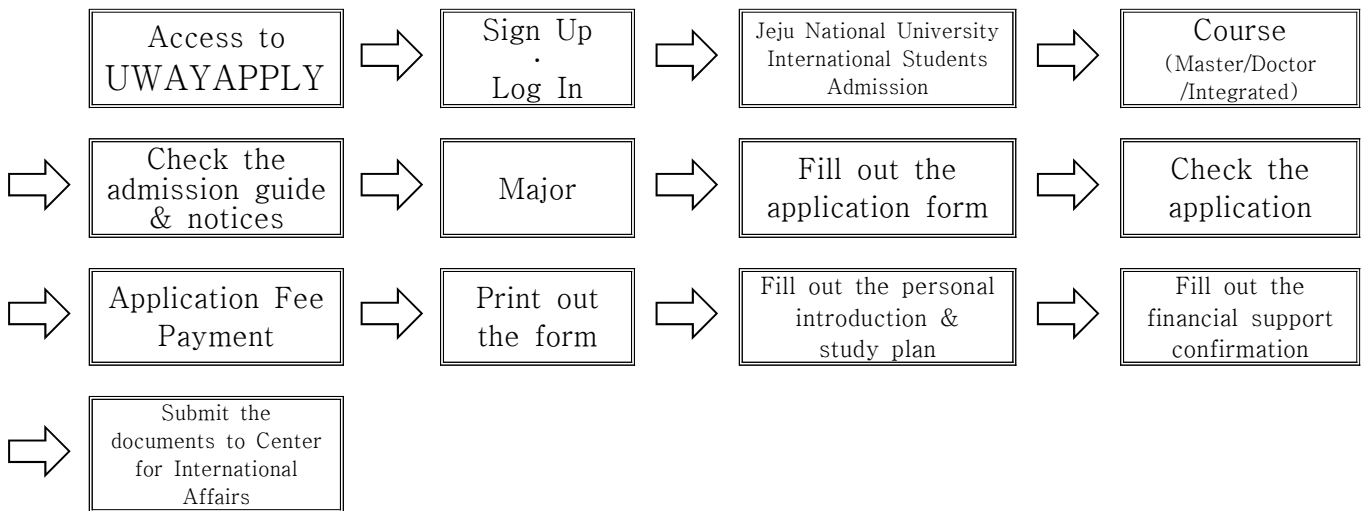 Access to
UWAYAPPLY
Sign Up
·
Log In
Jeju National University
International Students
Admission
Course
(Master/Doctor
/Integrated)
Check the
admission guide
& notices
Major
Fill out the
application form
Check the
application
Application Fee
Payment
Print out
the form
Fill out the personal
introduction &
study plan
Fill out the
financial support
confirmation
Submit the
documents to Center
for International
Affairs